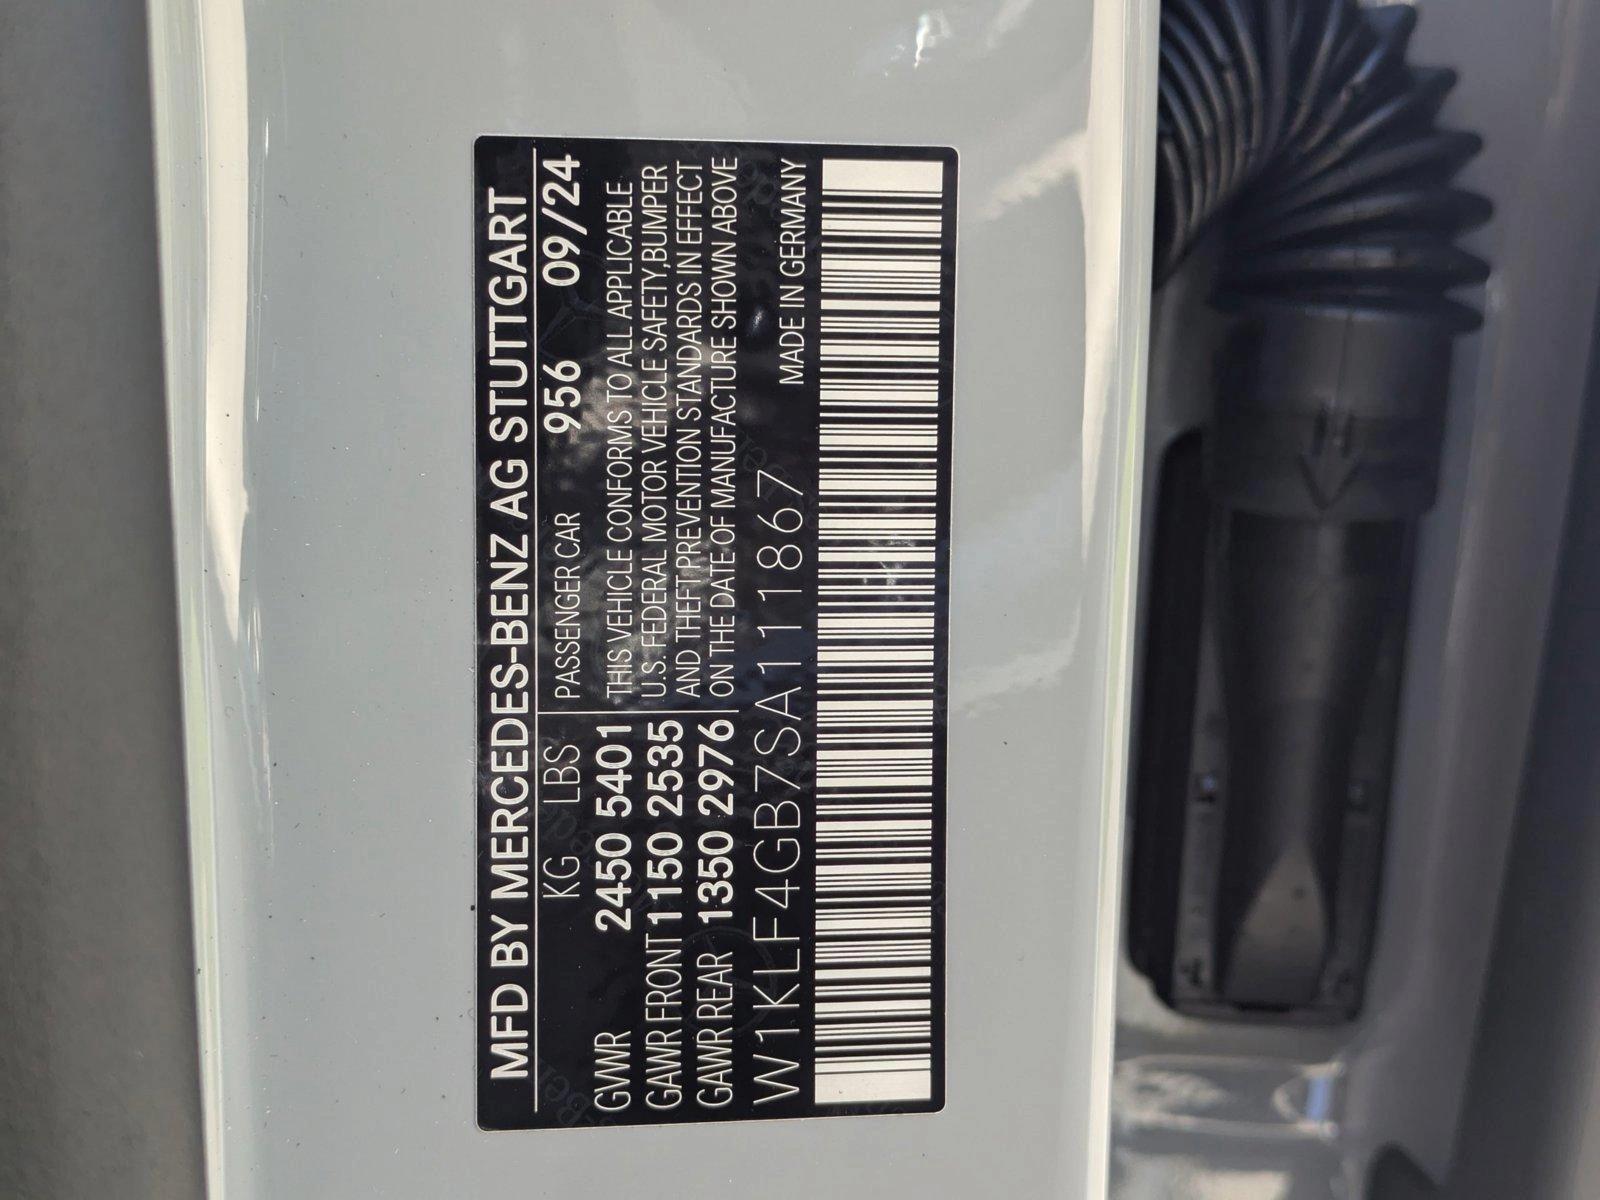 MFD BY MERCEDES-BENZ AG STUTTGART
KG LBS PASSENGER CAR 956 09/24
GVWR 2450 5401 THIS VEHICLE CONFORMS TO ALL APPLICABLE
U.S. FEDERAL MOTOR VEHICLE SAFETY,BUMPER
GAWR FRONT 1150 2535 AND THEFT PREVENTION STANDARDS IN EFFECT
GAWR REAR 1350 2976 ON THE DATE OF MANUFACTURE SHOWN ABOVE
W1KLF4GB7SA111867 MADE IN GERMANY